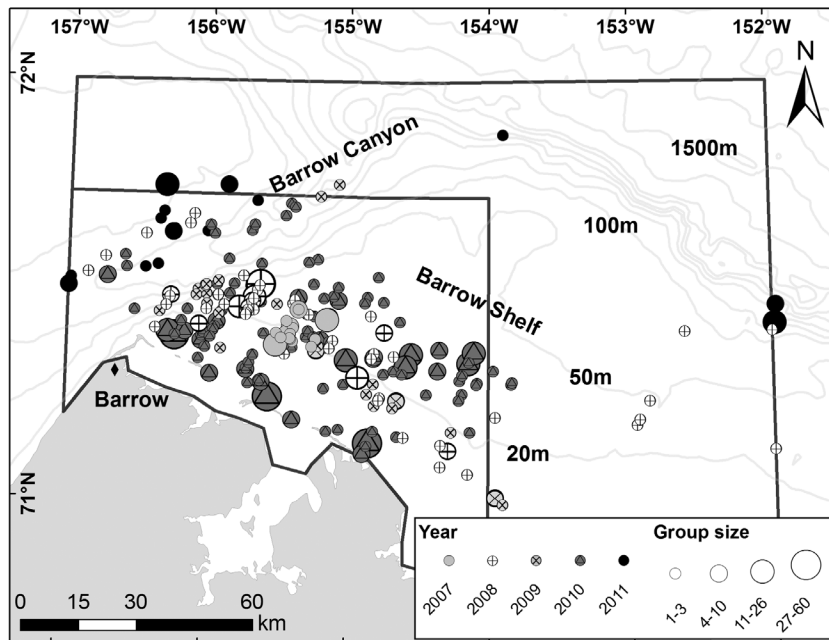 157°W 156°W 155°W 154°W 153°W 152°W
72°N
N
Barrow Canyon
1500m
100m
Barrow Shelf
50m
Barrow
20m
71°N
Year Group size
2007 2008 2009 2010 2011 1-3 4-10 11-26 27-60
0 15 30 60
km